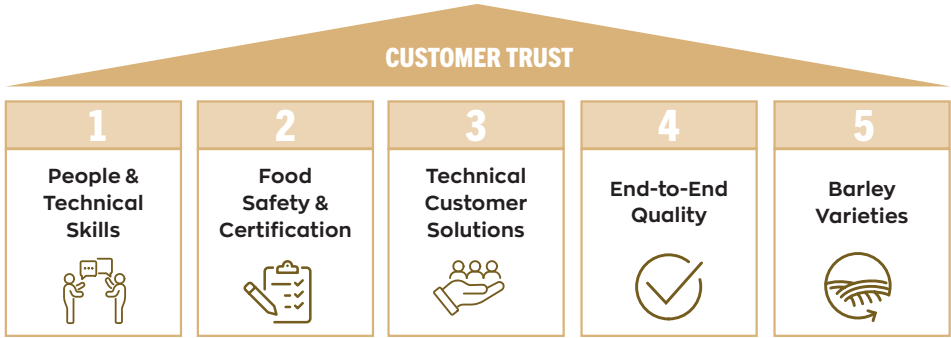 CUSTOMER TRUST
1
People &
Technical
Skills
2
Food
Safety &
Certification
3
Technical
Customer
Solutions
4
End-to-End
Quality
5
Barley
Varieties